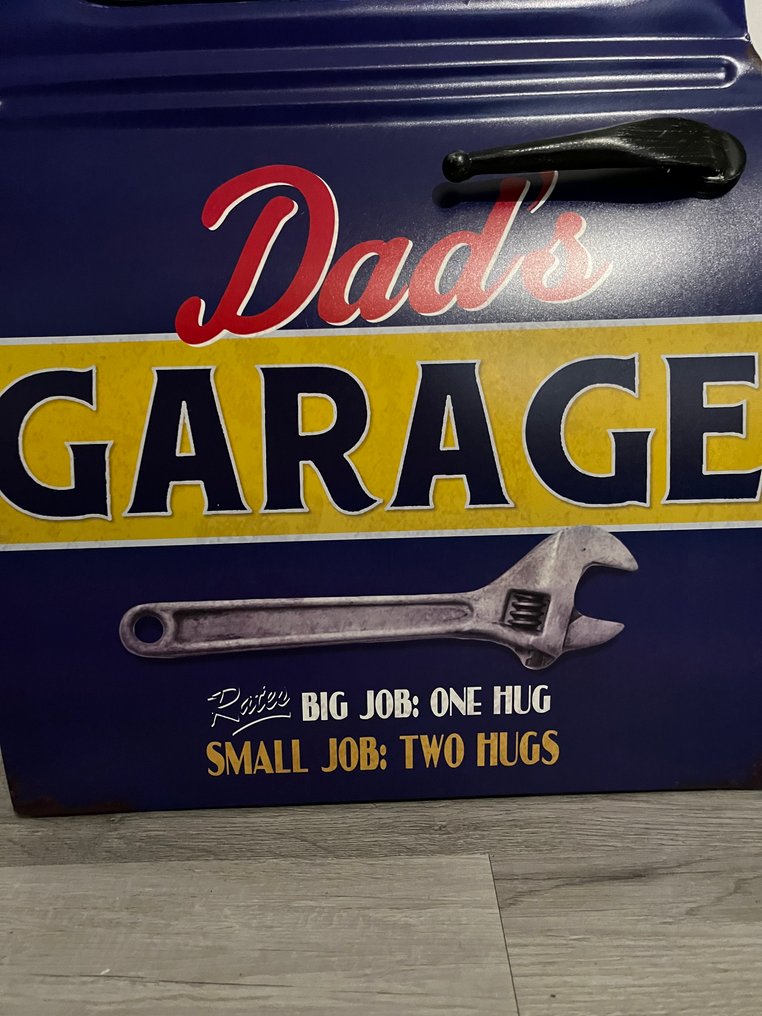 Dad's
GARAGE
Rates BIG JOB: ONE HUG
SMALL JOB: TWO HUGS